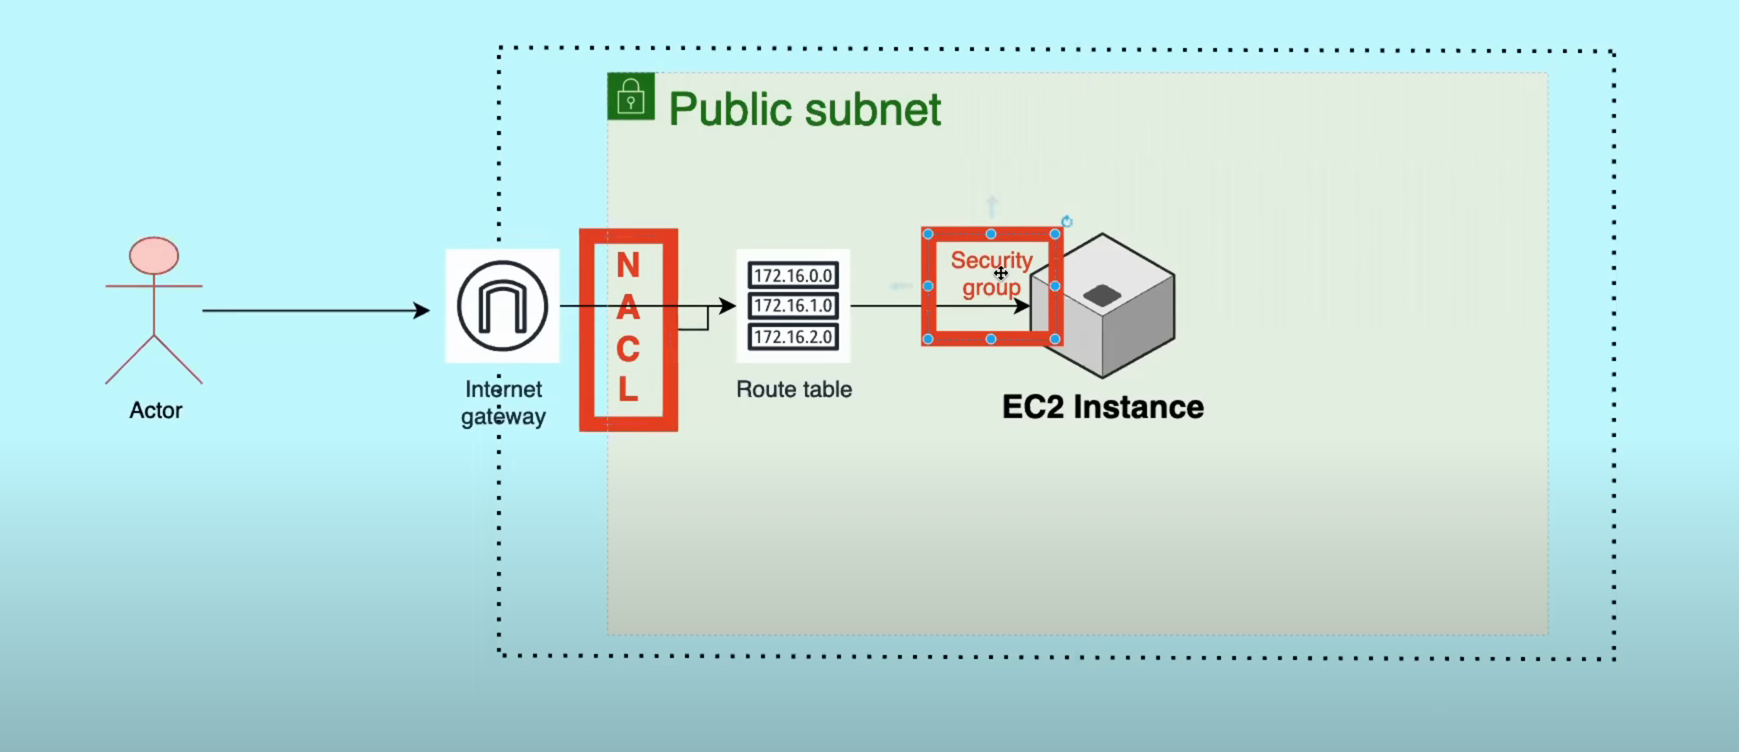 Public subnet
N
A
C
L
Security
group
172.16.0.0
172.16.1.0
172.16.2.0
Internet
gateway
Route table
Actor
EC2 Instance